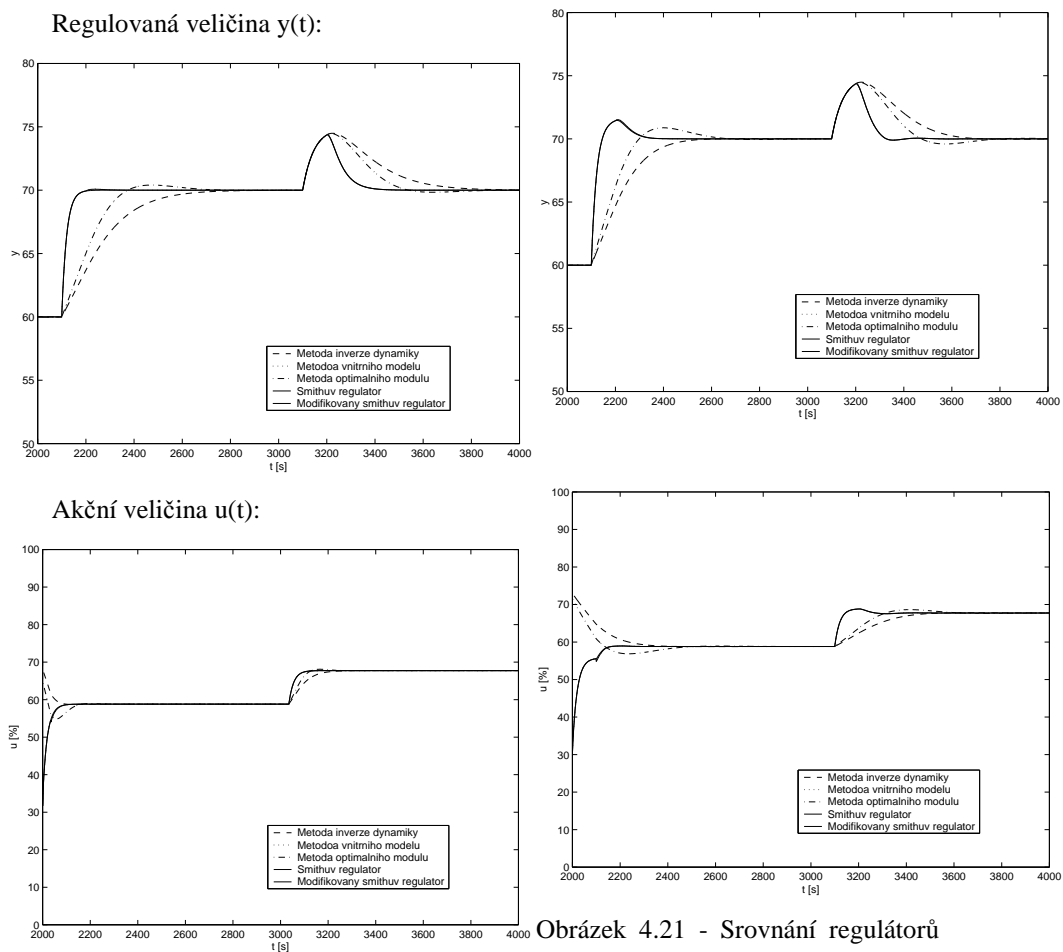 Regulovaná veličina y(t):
80
75
70
65
60
55
50
y
2000 2200 2400 2600 2800 3000 3200 3400 3600 3800 4000
t [s]
Metoda inverze dynamiky
Metodoa vnitrniho modelu
Metoda optimalniho modulu
Smithuv regulator
Modifikovany smithuv regulator
80
75
70
65
60
55
50
y
2000 2200 2400 2600 2800 3000 3200 3400 3600 3800 4000
t [s]
Metoda inverze dynamiky
Metodoa vnitrniho modelu
Metoda optimalniho modulu
Smithuv regulator
Modifikovany smithuv regulator
Akční veličina u(t):
100
90
80
70
60
50
40
30
20
10
0
u [%]
2000 2200 2400 2600 2800 3000 3200 3400 3600 3800 4000
t [s]
Metoda inverze dynamiky
Metodoa vnitrniho modelu
Metoda optimalniho modulu
Smithuv regulator
Modifikovany smithuv regulator
100
90
80
70
60
50
40
30
20
10
0
u [%]
2000 2200 2400 2600 2800 3000 3200 3400 3600 3800 4000
t [s]
Metoda inverze dynamiky
Metodoa vnitrniho modelu
Metoda optimalniho modulu
Smithuv regulator
Modifikovany smithuv regulator
Obrázek 4.21 - Srovnání regulátorů